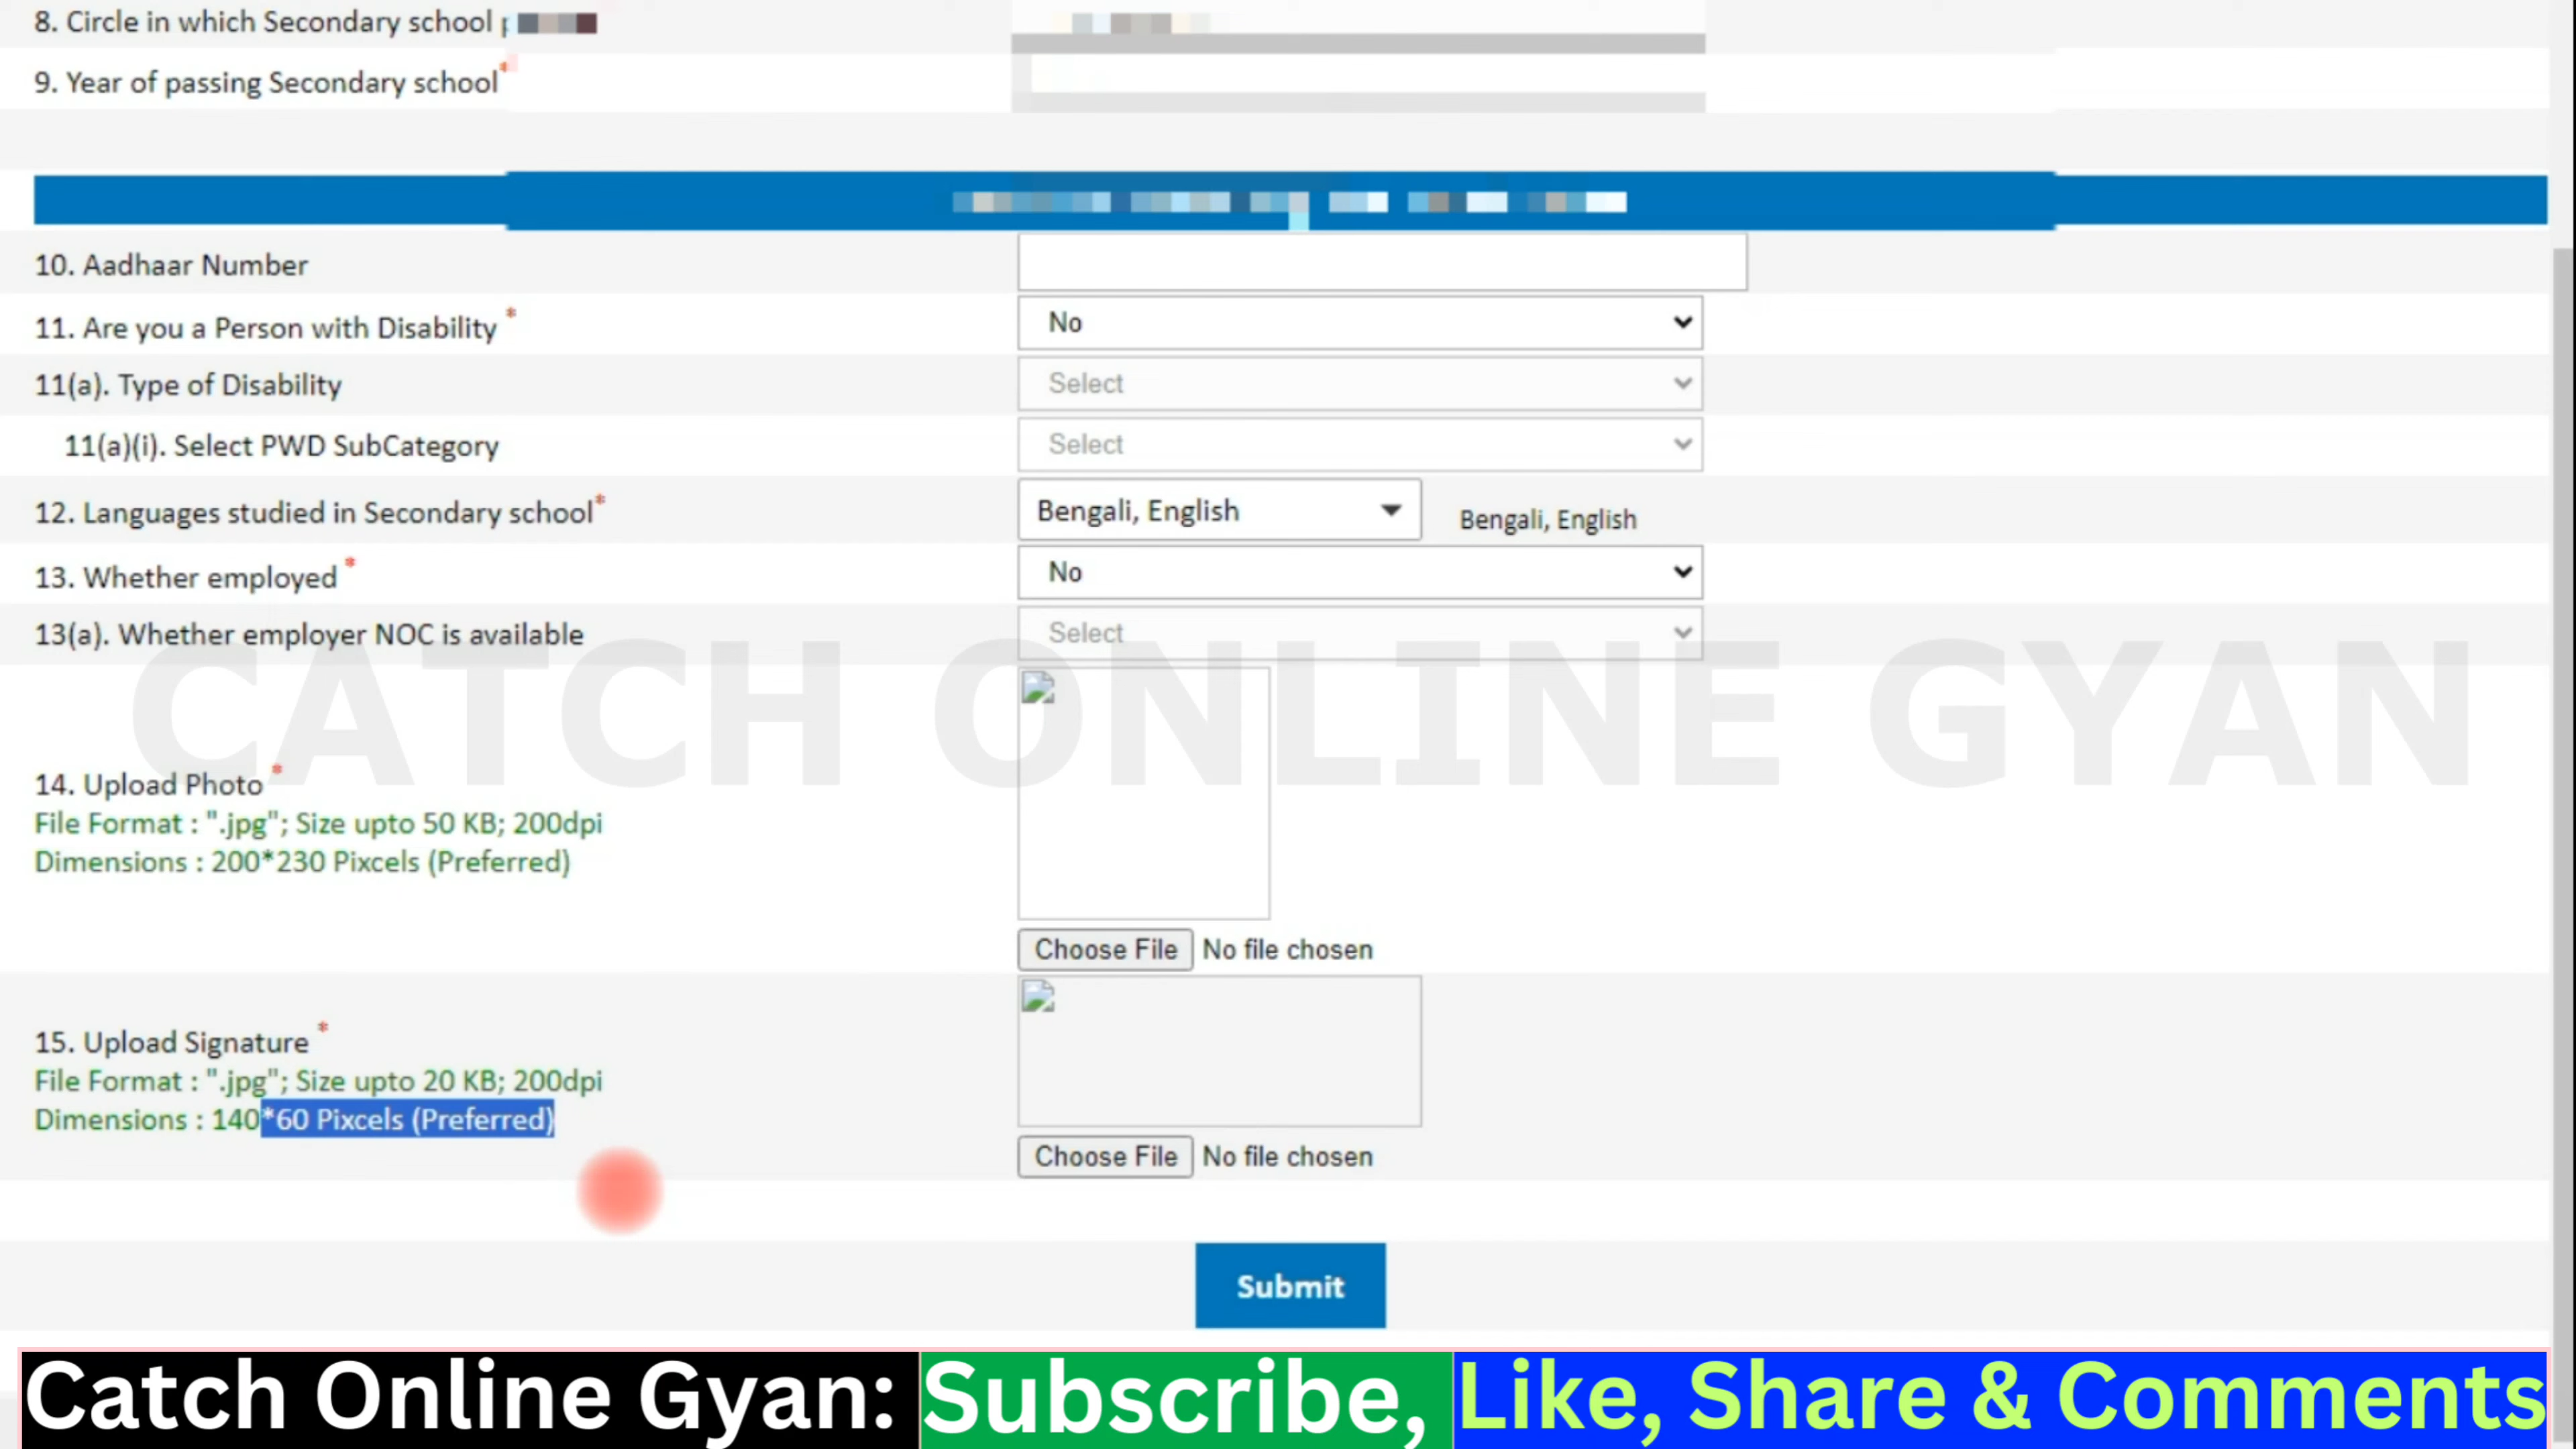 8. Circle in which Secondary school
9. Year of passing Secondary school*
10. Aadhaar Number
11. Are you a Person with Disability *
No
11(a). Type of Disability
Select
11(a)(i). Select PWD SubCategory
Select
12. Languages studied in Secondary school*
Bengali, English
Bengali, English
13. Whether employed *
No
13(a). Whether employer NOC is available
Select
CATCH ONLINE GYAN
14. Upload Photo *
File Format : ".jpg"; Size upto 50 KB; 200dpi
Dimensions : 200*230 Pixcels (Preferred)
Choose File No file chosen
15. Upload Signature *
File Format : ".jpg"; Size upto 20 KB; 200dpi
Dimensions : 140*60 Pixcels (Preferred)
Choose File No file chosen
Submit
Catch Online Gyan: Subscribe, Like, Share & Comments